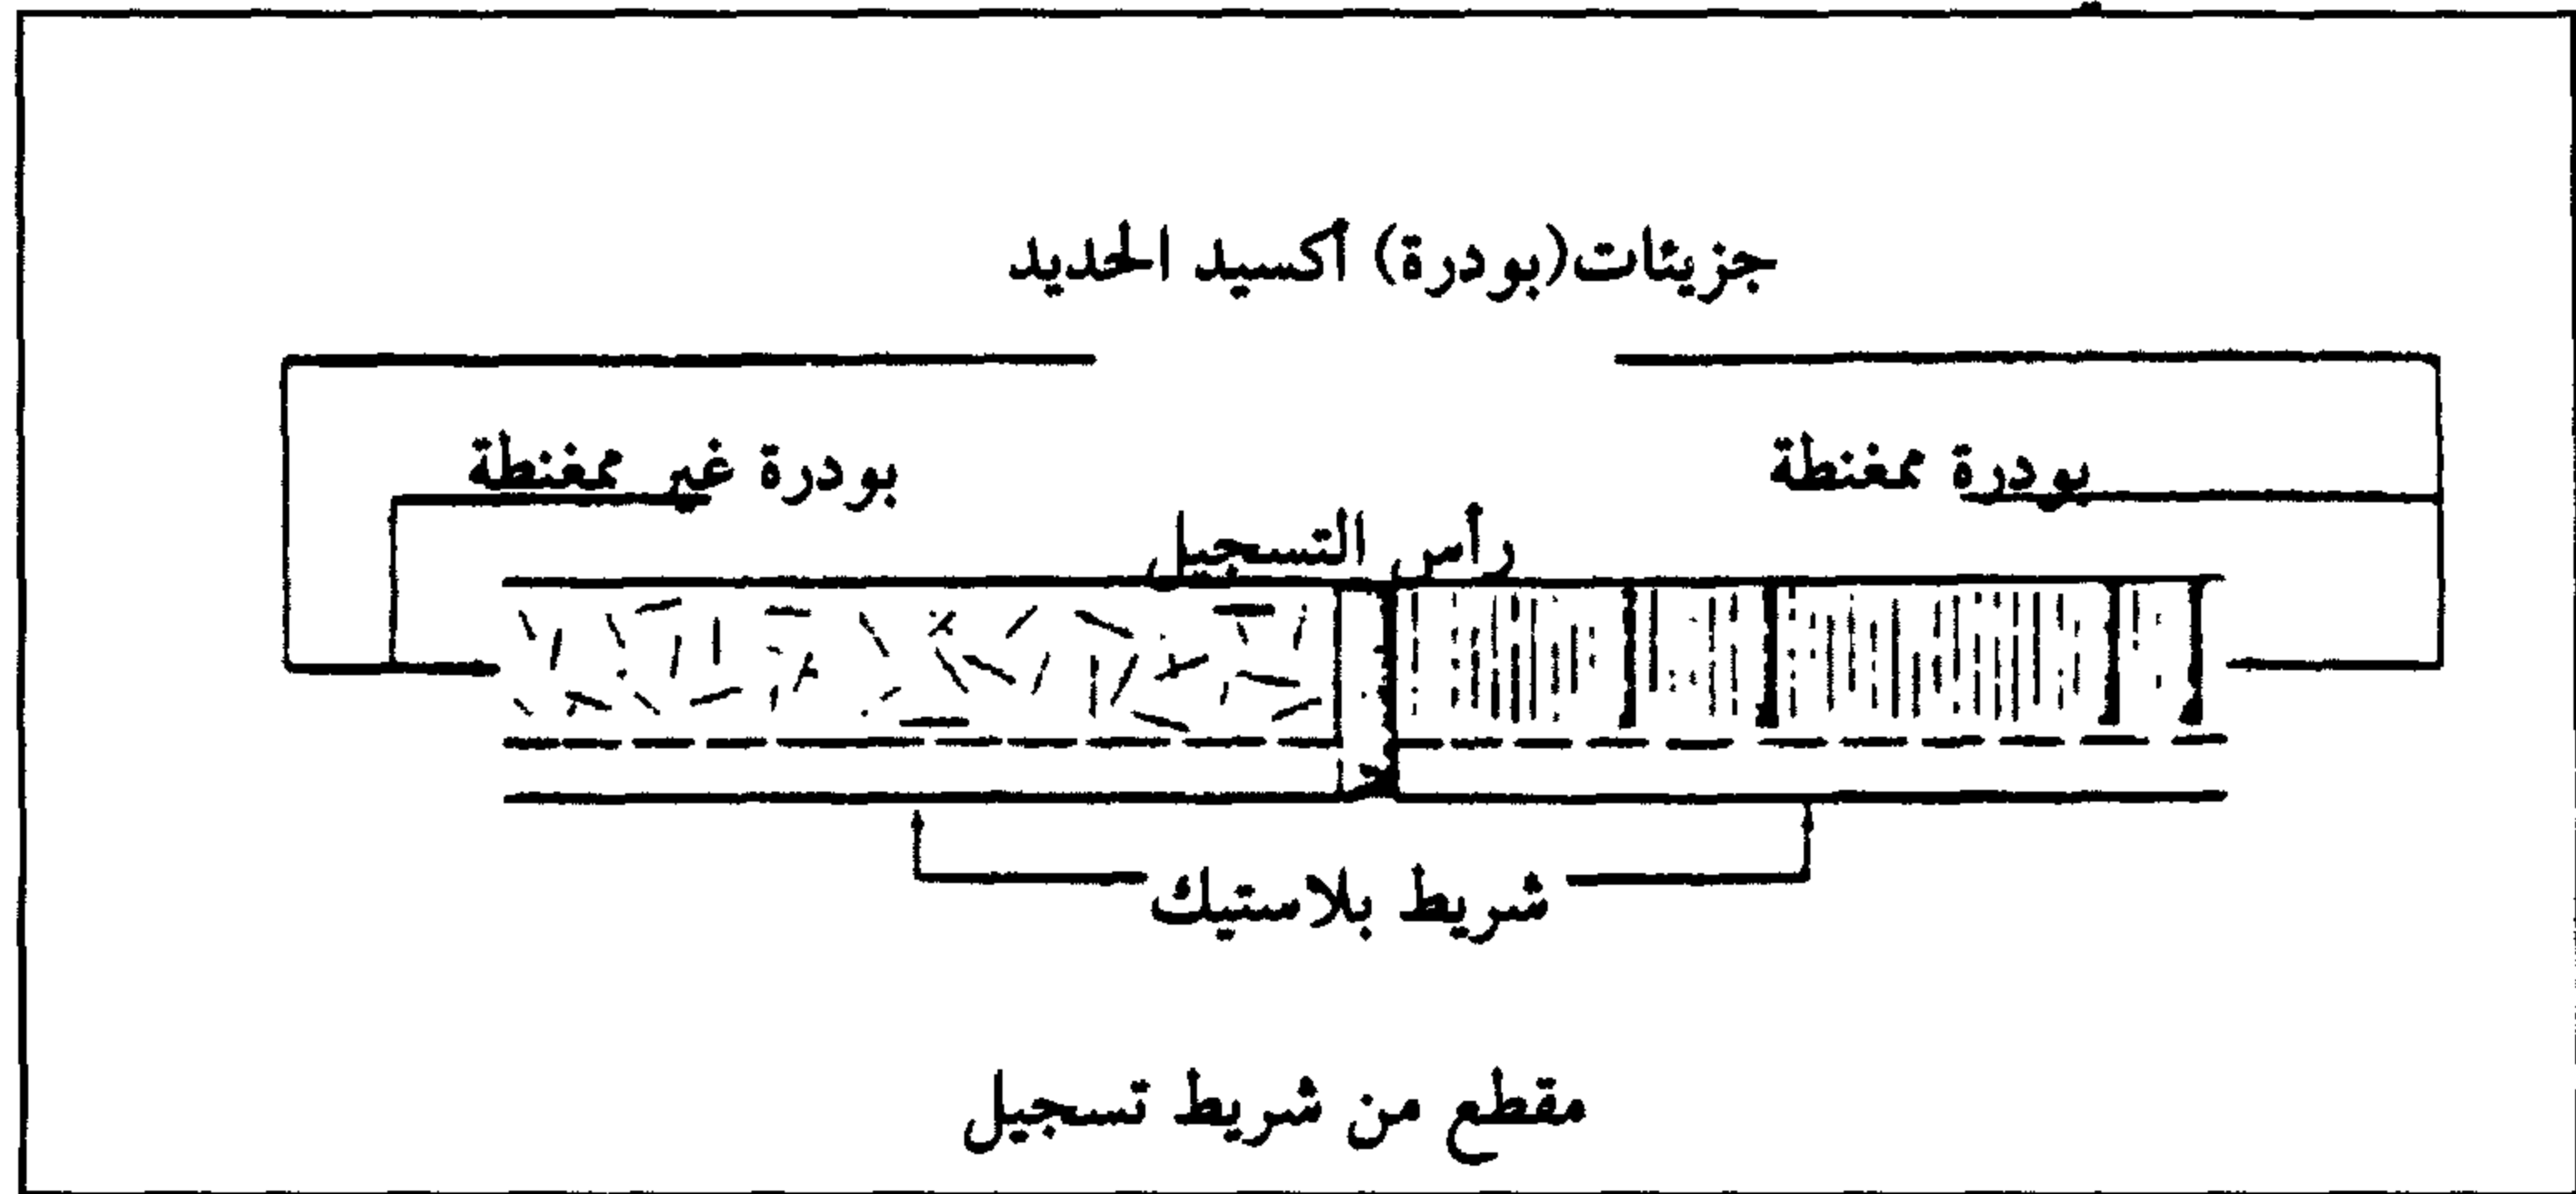 جزيئات(بودرة) أكسيد الحديد
بودرة ممغنطة
بودرة غير ممغنطة
رأس التسجيل
شريط بلاستيك
مقطع من شريط تسجيل